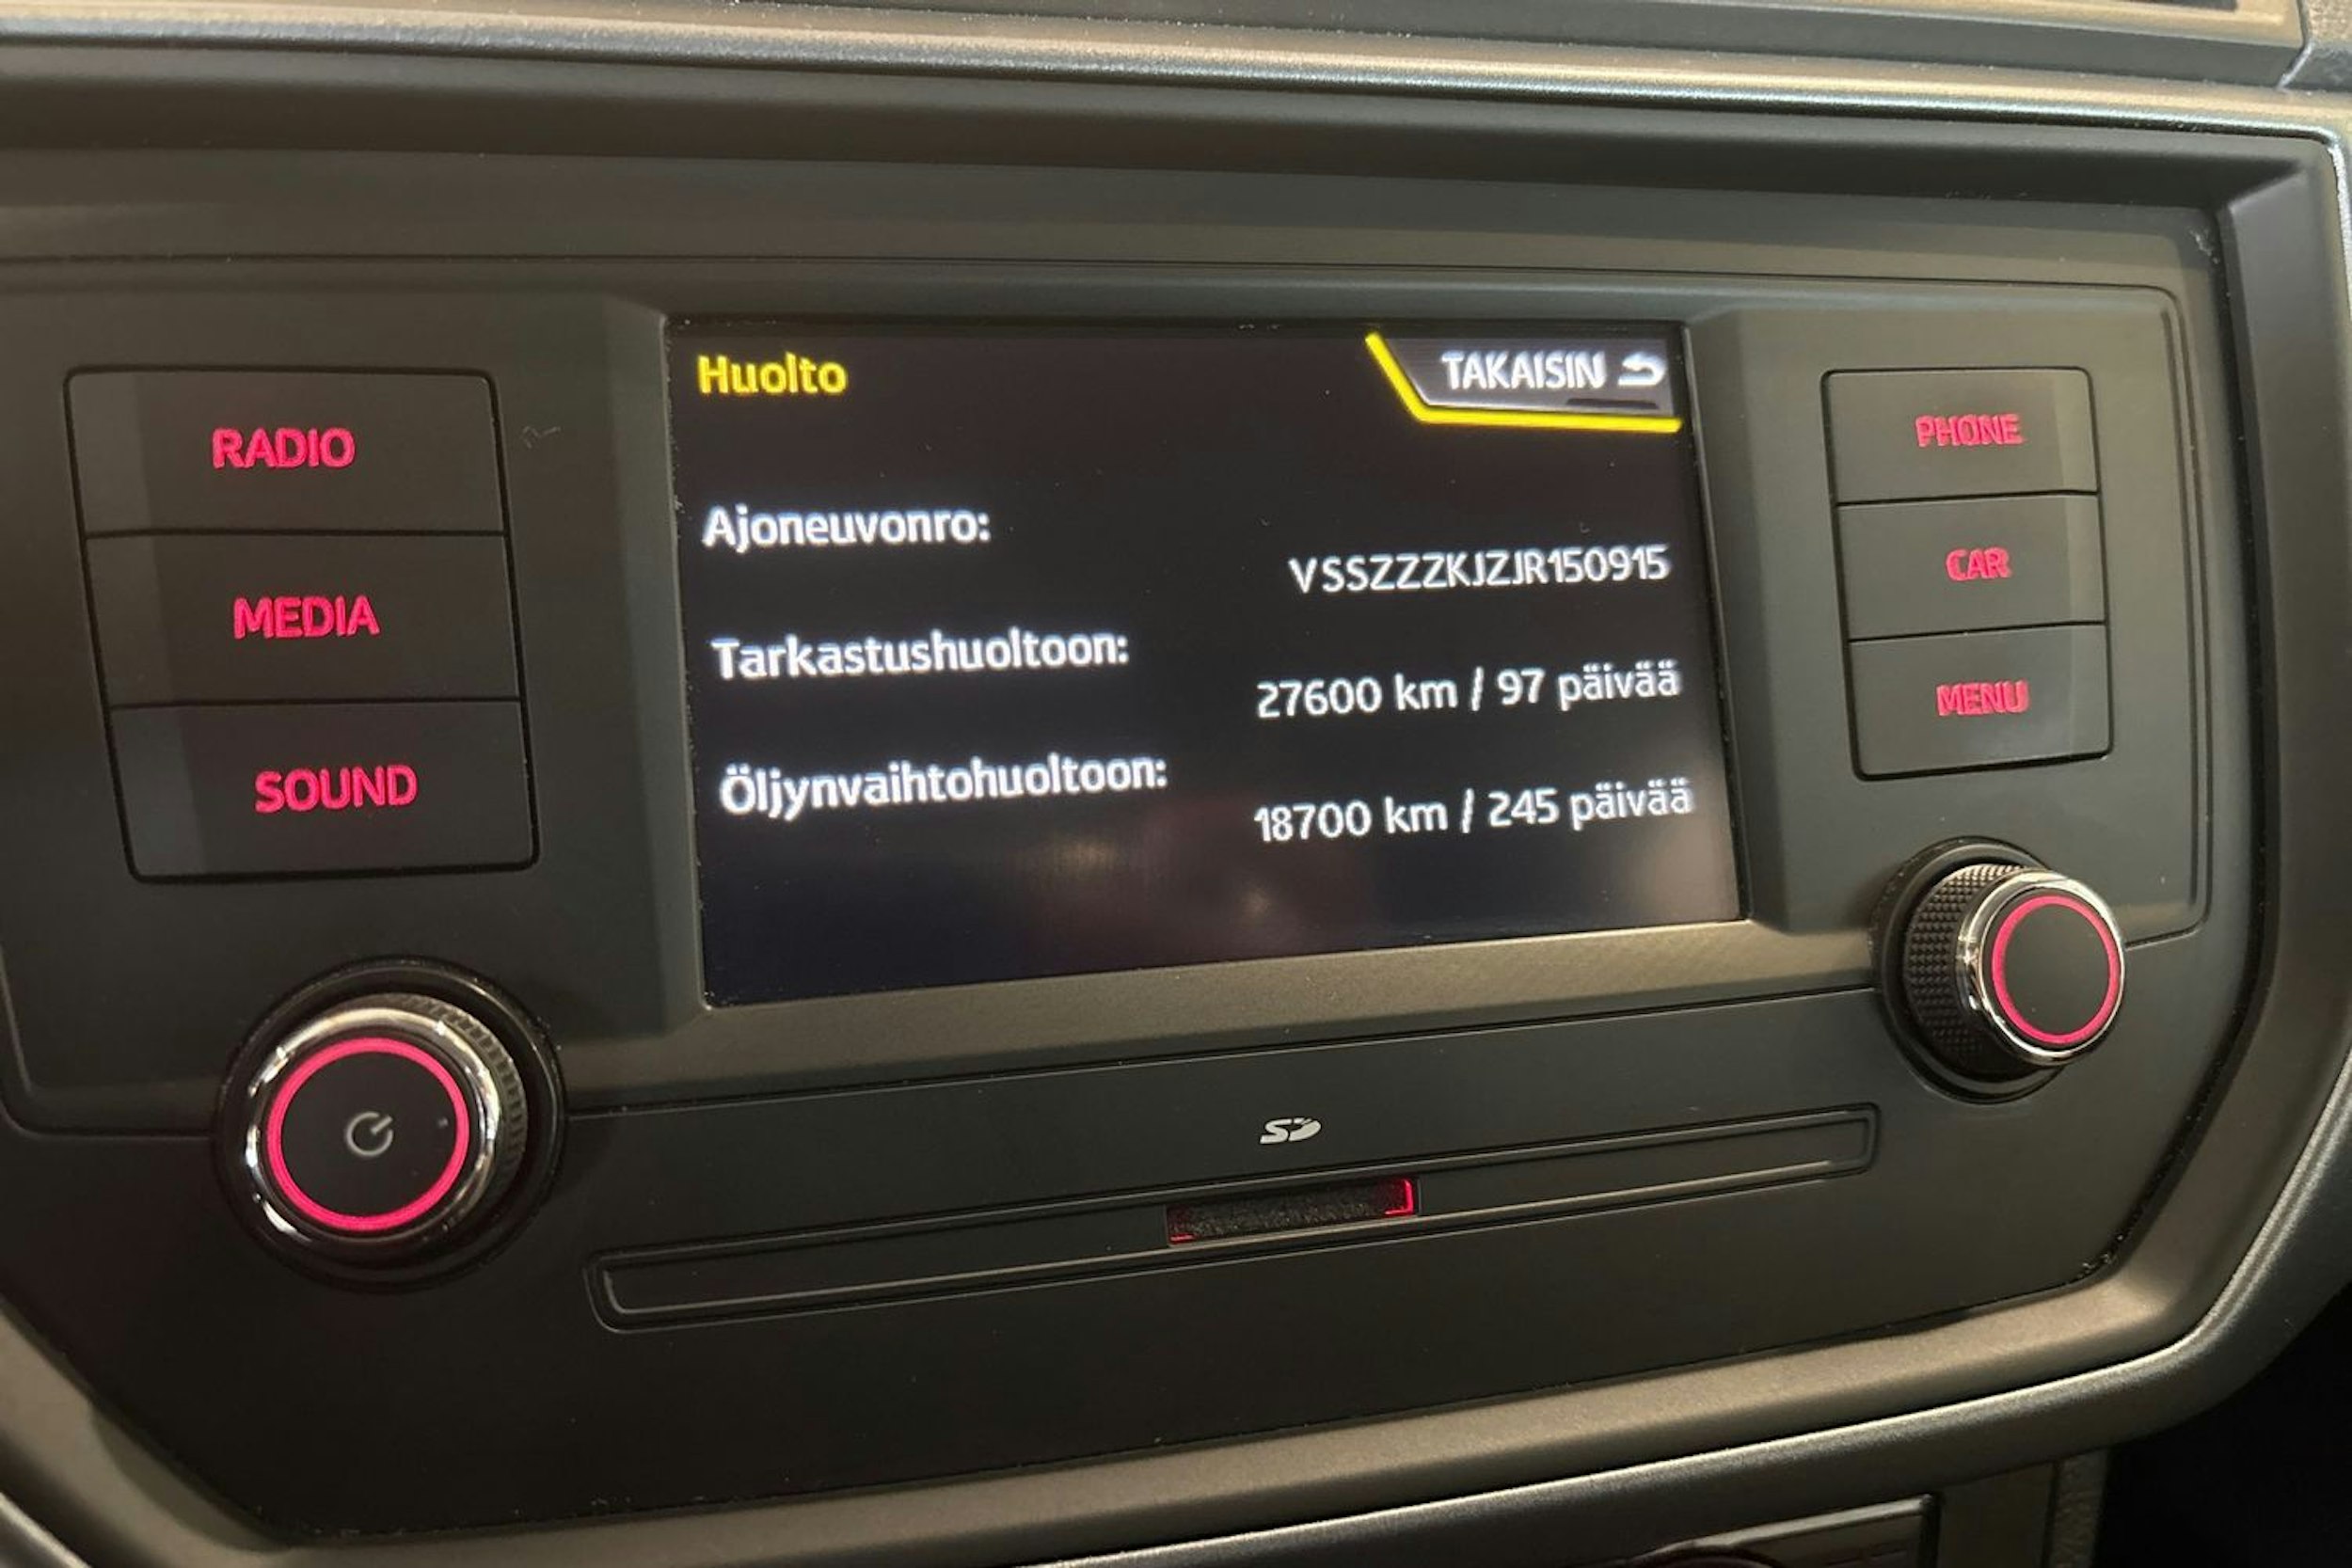 Huolto
TAKAISIN
Ajoneuvonro:
VSSZZZKJZJR150915
Tarkastushuoltoon:
27600 km / 97 päivää
Öljynvaihtohuoltoon:
18700 km / 245 päivää
RADIO
MEDIA
SOUND
PHONE
CAR
MENU
SD